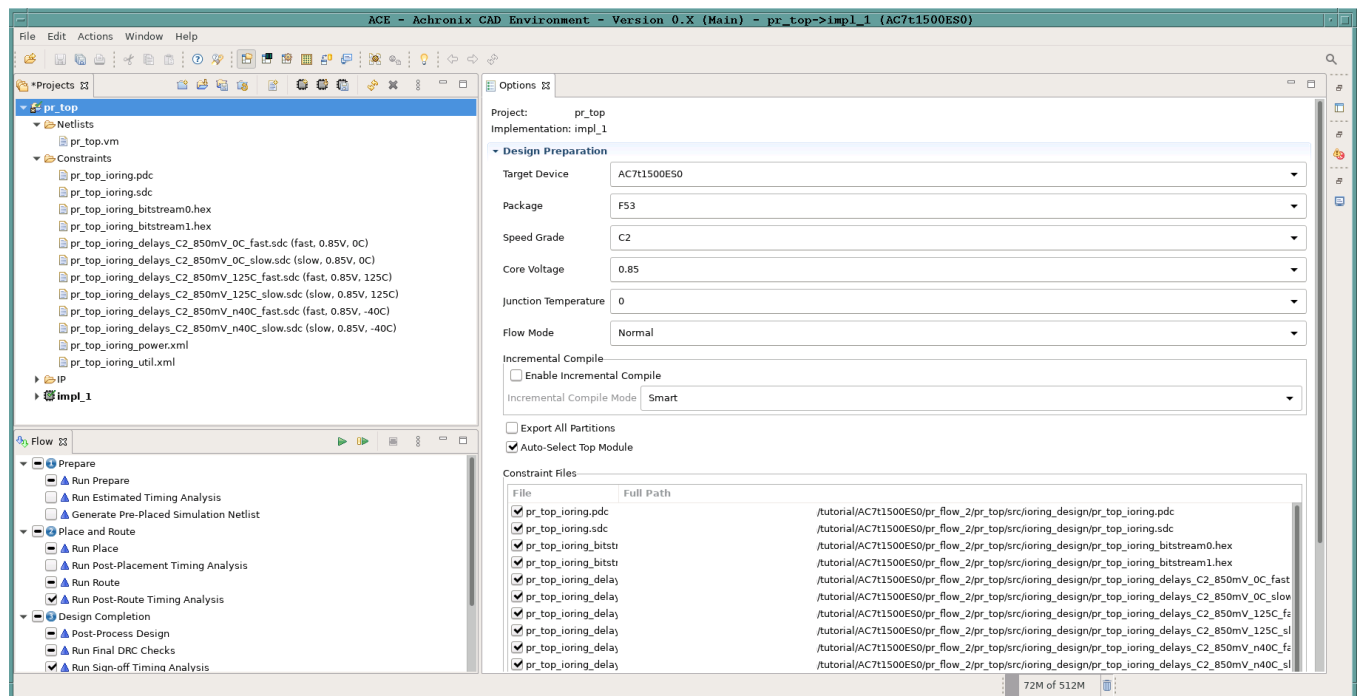 ACE - Achronix CAD Environment - Version 0.X (Main) - pr_top->impl_1 (AC7t1500ES0)
File Edit Actions Window Help
*Projects
pr_top
Netlists
pr_top.vm
Constraints
pr_top_ioring.pdc
pr_top_ioring.sdc
pr_top_ioring_bitstream0.hex
pr_top_ioring_bitstream1.hex
pr_top_ioring_delays_C2_850mV_0C_fast.sdc (fast, 0.85V, 0C)
pr_top_ioring_delays_C2_850mV_0C_slow.sdc (slow, 0.85V, 0C)
pr_top_ioring_delays_C2_850mV_125C_fast.sdc (fast, 0.85V, 125C)
pr_top_ioring_delays_C2_850mV_125C_slow.sdc (slow, 0.85V, 125C)
pr_top_ioring_delays_C2_850mV_n40C_fast.sdc (fast, 0.85V, -40C)
pr_top_ioring_delays_C2_850mV_n40C_slow.sdc (slow, 0.85V, -40C)
pr_top_ioring_power.xml
pr_top_ioring_util.xml
IP
impl_1
Flow
1 Prepare
Run Prepare
Run Estimated Timing Analysis
Generate Pre-Placed Simulation Netlist
2 Place and Route
Run Place
Run Post-Placement Timing Analysis
Run Route
Run Post-Route Timing Analysis
3 Design Completion
Post-Process Design
Run Final DRC Checks
Run Sign-off Timing Analysis
Options
Project: pr_top
Implementation: impl_1
Design Preparation
Target Device AC7t1500ES0
Package F53
Speed Grade C2
Core Voltage 0.85
Junction Temperature 0
Flow Mode Normal
Incremental Compile
Enable Incremental Compile
Incremental Compile Mode Smart
Export All Partitions
Auto-Select Top Module
Constraint Files
File Full Path
pr_top_ioring.pdc /tutorial/AC7t1500ES0/pr_flow_2/pr_top/src/ioring_design/pr_top_ioring.pdc
pr_top_ioring.sdc /tutorial/AC7t1500ES0/pr_flow_2/pr_top/src/ioring_design/pr_top_ioring.sdc
pr_top_ioring_bitstr /tutorial/AC7t1500ES0/pr_flow_2/pr_top/src/ioring_design/pr_top_ioring_bitstream0.hex
pr_top_ioring_bitstr /tutorial/AC7t1500ES0/pr_flow_2/pr_top/src/ioring_design/pr_top_ioring_bitstream1.hex
pr_top_ioring_delay /tutorial/AC7t1500ES0/pr_flow_2/pr_top/src/ioring_design/pr_top_ioring_delays_C2_850mV_0C_fast
pr_top_ioring_delay /tutorial/AC7t1500ES0/pr_flow_2/pr_top/src/ioring_design/pr_top_ioring_delays_C2_850mV_0C_slow
pr_top_ioring_delay /tutorial/AC7t1500ES0/pr_flow_2/pr_top/src/ioring_design/pr_top_ioring_delays_C2_850mV_125C_fa
pr_top_ioring_delay /tutorial/AC7t1500ES0/pr_flow_2/pr_top/src/ioring_design/pr_top_ioring_delays_C2_850mV_125C_sl
pr_top_ioring_delay /tutorial/AC7t1500ES0/pr_flow_2/pr_top/src/ioring_design/pr_top_ioring_delays_C2_850mV_n40C_fa
pr_top_ioring_delay /tutorial/AC7t1500ES0/pr_flow_2/pr_top/src/ioring_design/pr_top_ioring_delays_C2_850mV_n40C_sl
72M of 512M